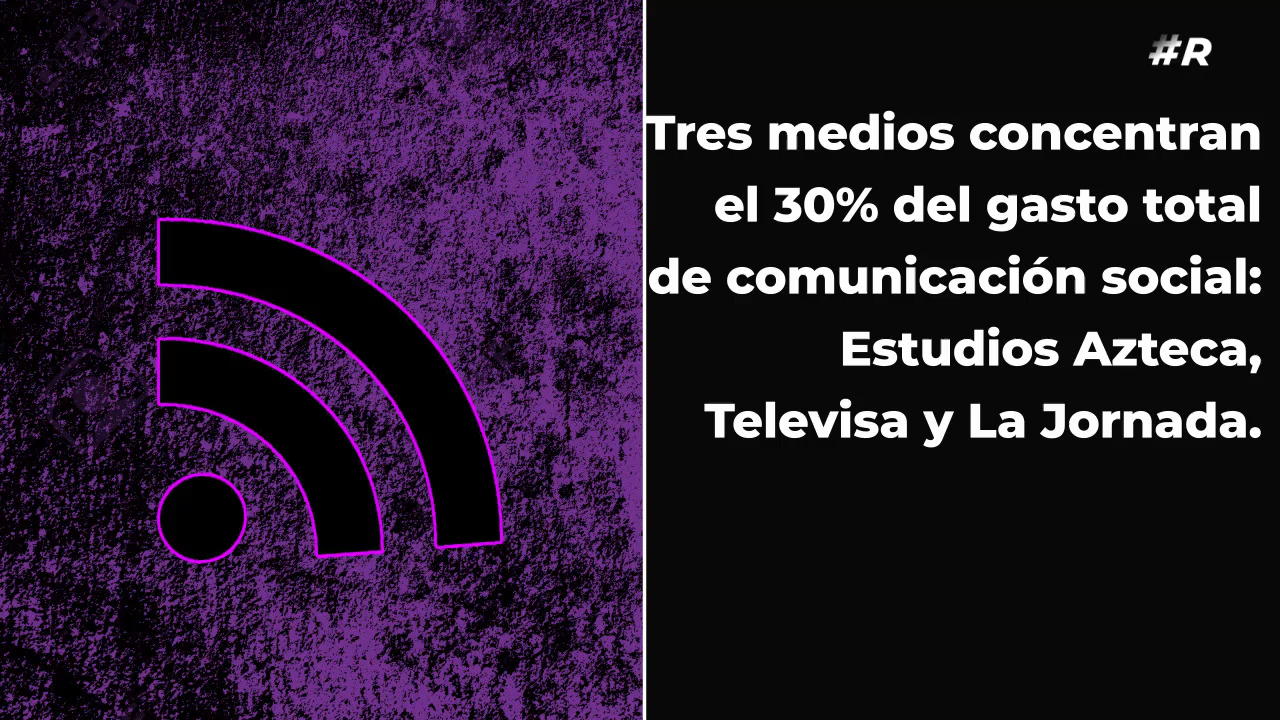 #R
Tres medios concentran
el 30% del gasto total
de comunicación social:
Estudios Azteca,
Televisa y La Jornada.